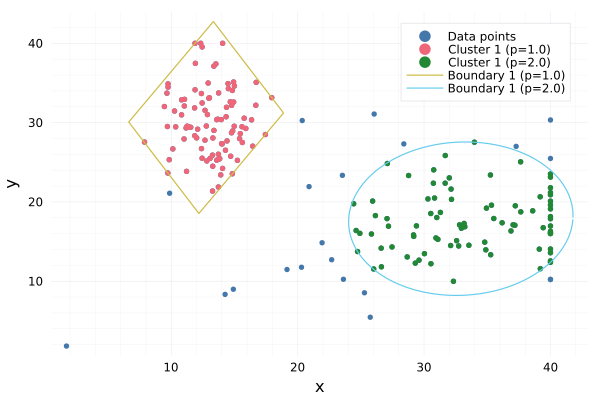 Data points
Cluster 1 (p=1.0)
Cluster 1 (p=2.0)
Boundary 1 (p=1.0)
Boundary 1 (p=2.0)
40
30
20
10
y
10
20
30
40
x